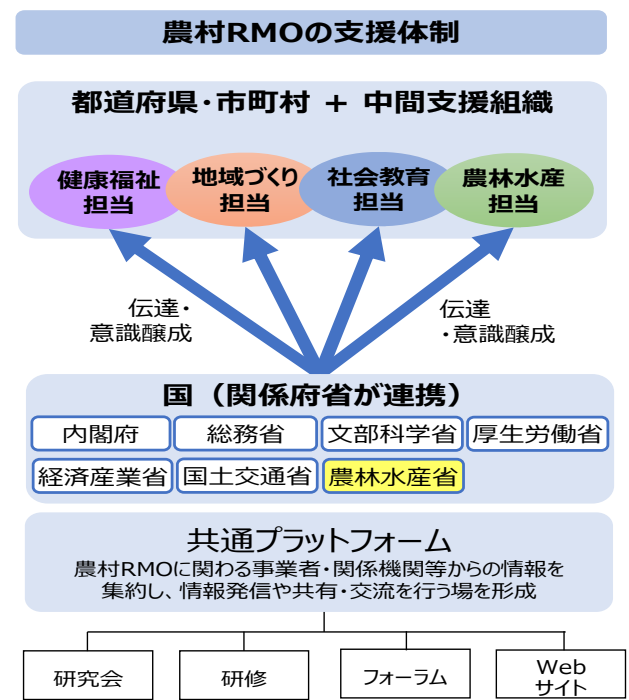 農村RMOの支援体制
都道府県・市町村 + 中間支援組織
健康福祉
担当
地域づくり
担当
社会教育
担当
農林水産
担当
伝達・
意識醸成
伝達
・意識醸成
国（関係府省が連携）
内閣府
総務省
文部科学省
厚生労働省
経済産業省
国土交通省
農林水産省
共通プラットフォーム
農村RMOに関わる事業者・関係機関等からの情報を
集約し、情報発信や共有・交流を行う場を形成
研究会
研修
フォーラム
Web
サイト